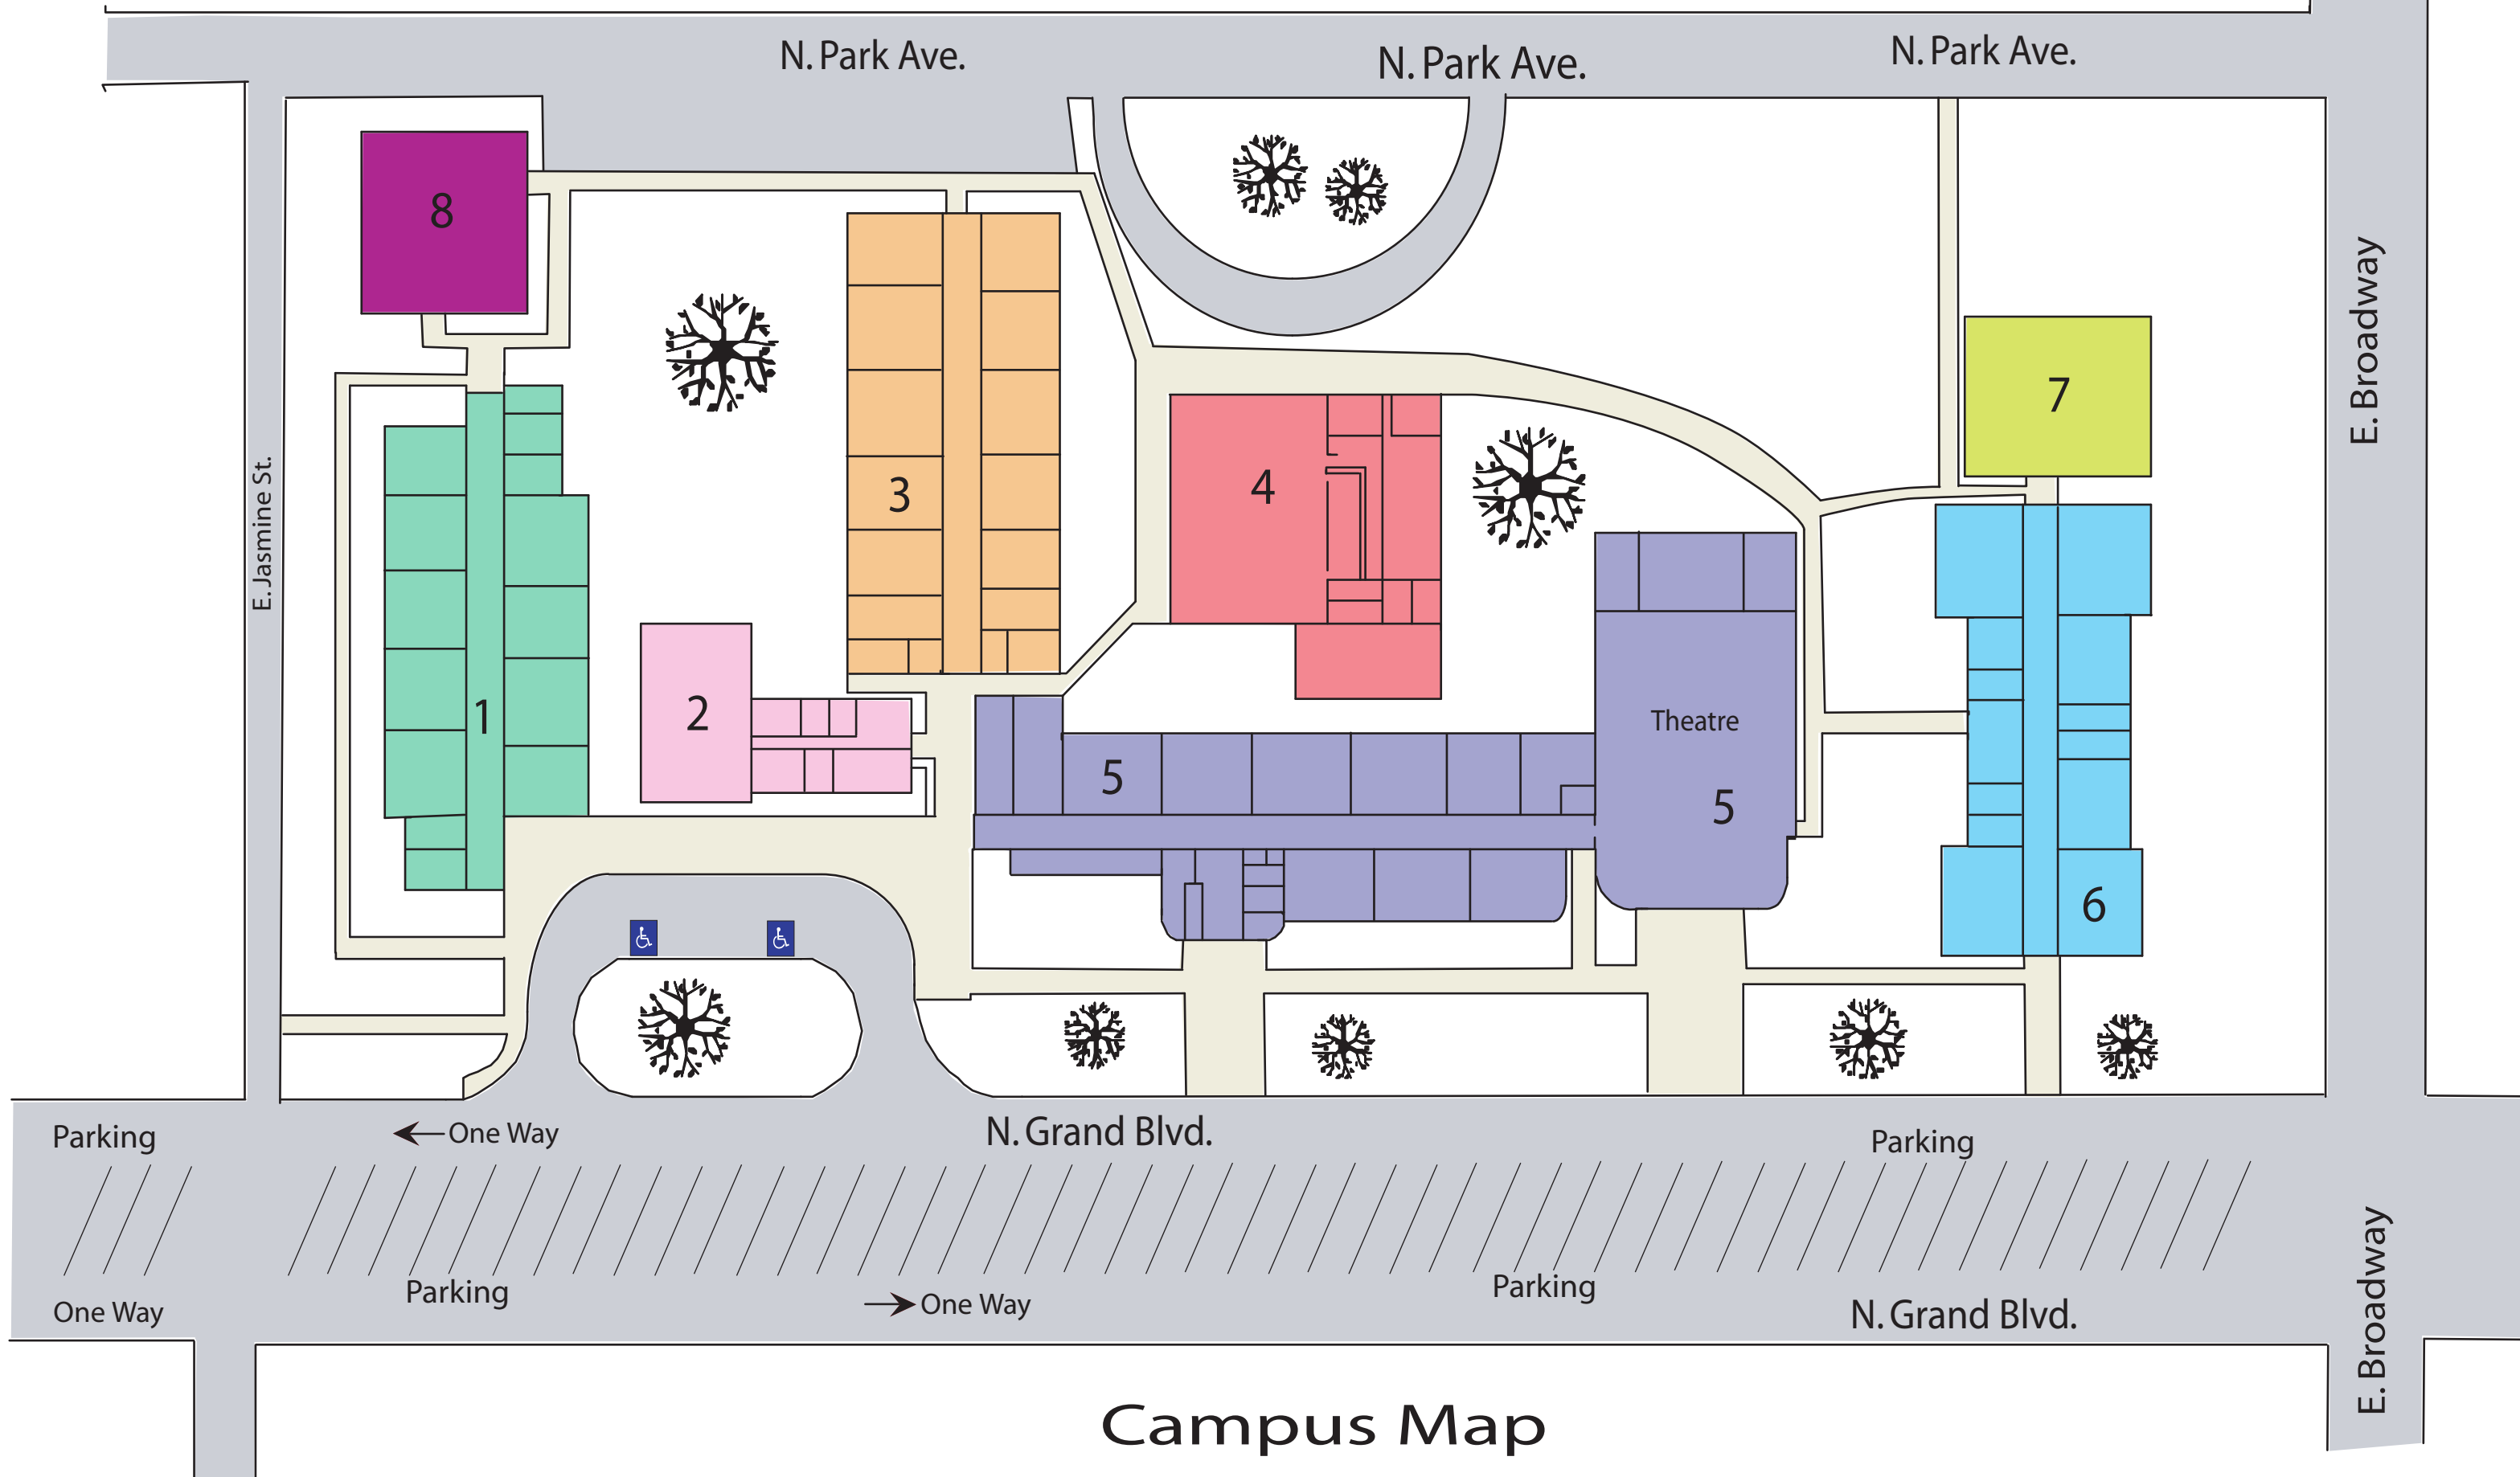 N. Park Ave.
N. Park Ave.
N. Park Ave.
8
E. Broadway
7
3
4
E. Jasmine St.
1
2
Theatre
5
5
6
N. Grand Blvd.
One Way
Parking
Parking
Parking
Parking
One Way
One Way
N. Grand Blvd.
E. Broadway
Campus Map